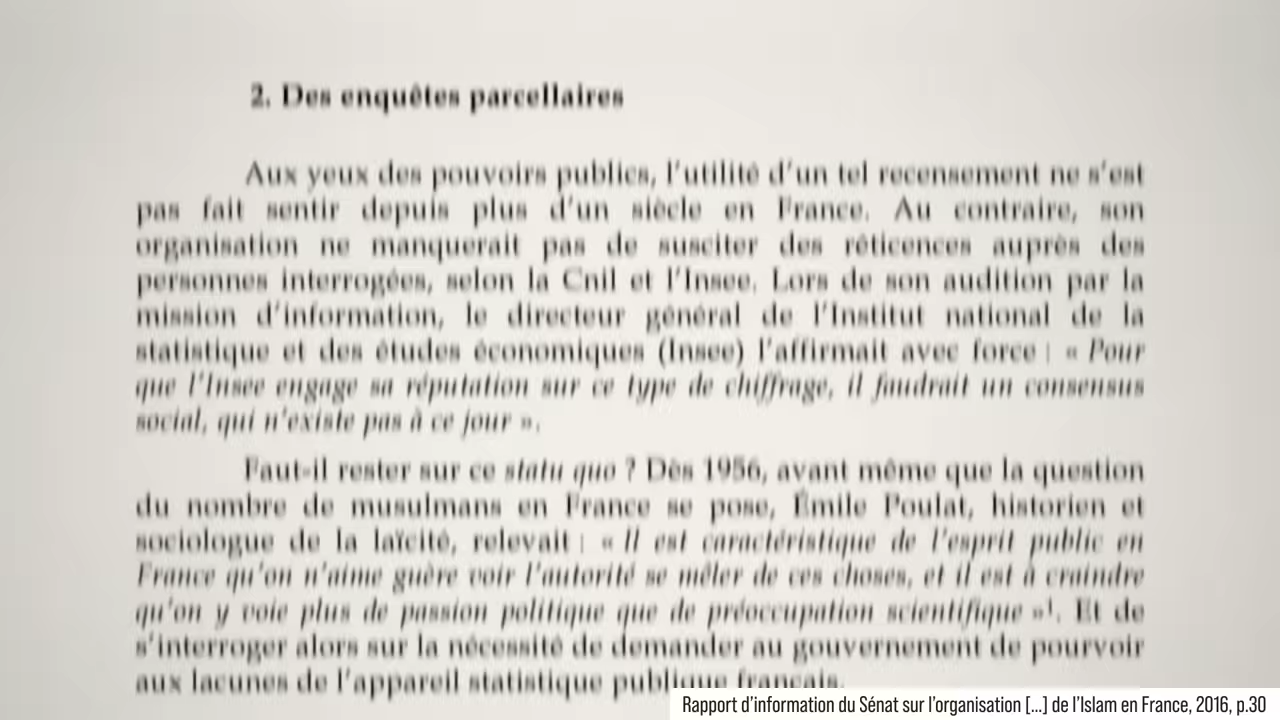 2. Des enquêtes parcellaires
Aux yeux des pouvoirs publics, l'utilité d'un tel recensement ne s'est
pas fait sentir depuis plus d'un siècle en France. Au contraire, son
organisation ne manquerait pas de susciter des réticences auprès des
personnes interrogées, selon la Cnil et l'Insee. Lors de son audition par la
mission d'information, le directeur général de l'Institut national de la
statistique et des études économiques (Insee) l'affirmait avec force : « Pour
que l'Insee engage sa réputation sur ce type de chiffrage, il faudrait un consensus
social, qui n'existe pas à ce jour ».
Faut-il rester sur ce statu quo ? Dès 1956, avant même que la question
du nombre de musulmans en France se pose, Émile Poulat, historien et
sociologue de la laïcité, relevait : « Il est caractéristique de l'esprit public en
France qu'on n'aime guère voir l'autorité se mêler de ces choses, et il est à craindre
qu'on y voie plus de passion politique que de préoccupation scientifique »¹. Et de
s'interroger alors sur la nécessité de demander au gouvernement de pourvoir
aux lacunes de l'appareil statistique publique français.
Rapport d'information du Sénat sur l'organisation [...] de l'Islam en France, 2016, p.30